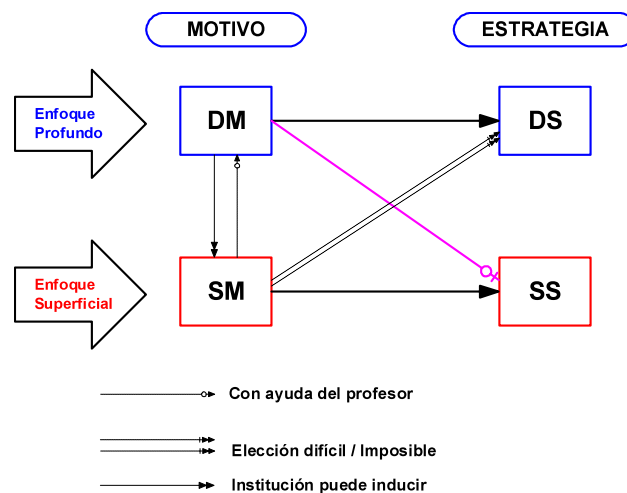 MOTIVO
ESTRATEGIA
Enfoque
Profundo
DM
DS
Enfoque
Superficial
SM
SS
Con ayuda del profesor
Elección difícil / Imposible
Institución puede inducir